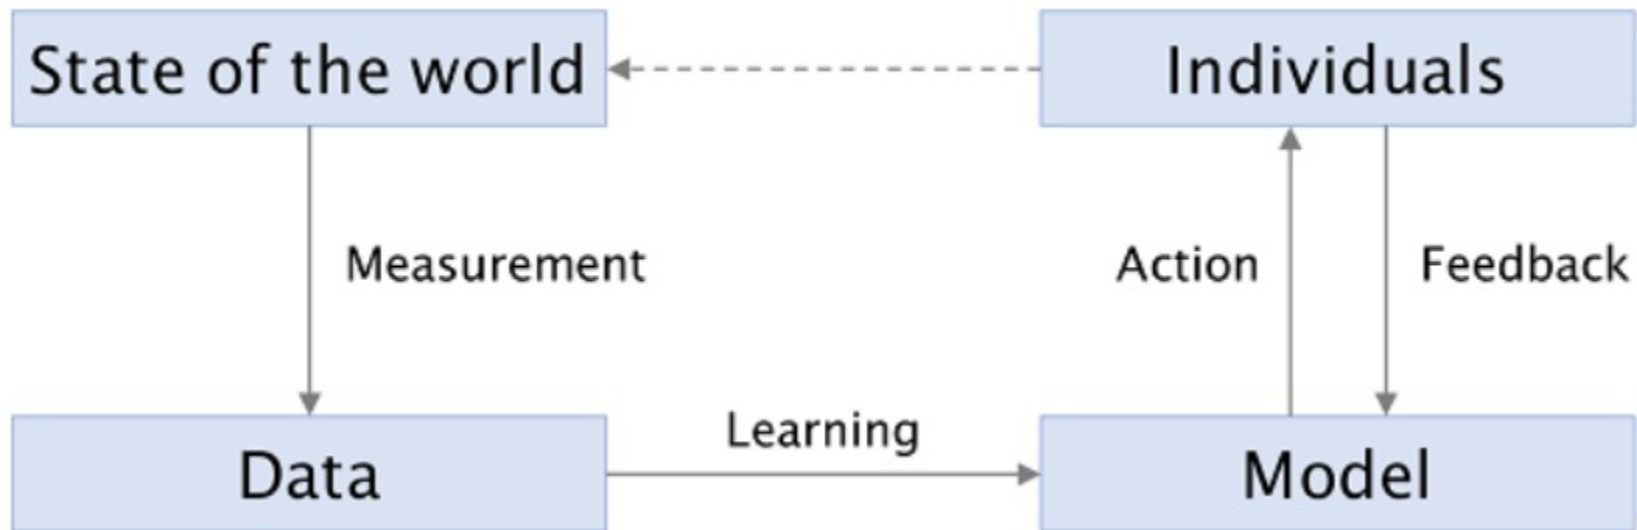 State of the world
Individuals
Measurement
Action
Feedback
Learning
Data
Model